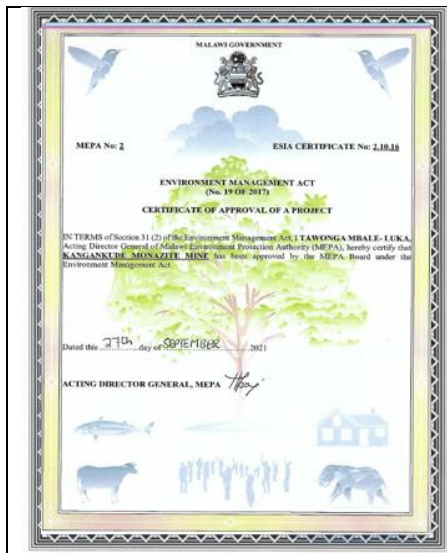 MALAWI GOVERNMENT
MEPA No: 2 ESIA CERTIFICATE No: 2.10.16
ENVIRONMENT MANAGEMENT ACT
(No. 19 OF 2017)
CERTIFICATE OF APPROVAL OF A PROJECT
IN TERMS of Section 31 (2) of the Environment Management Act, I TAWONGA MBALE- LUKA,
Acting Director General of Malawi Environment Protection Authority (MEPA), hereby certify that
KANGANKUDE MONAZITE MINE has been approved by the MEPA Board under the
Environment Management Act.
Dated this 27th day of SEPTEMBER 2021
ACTING DIRECTOR GENERAL, MEPA